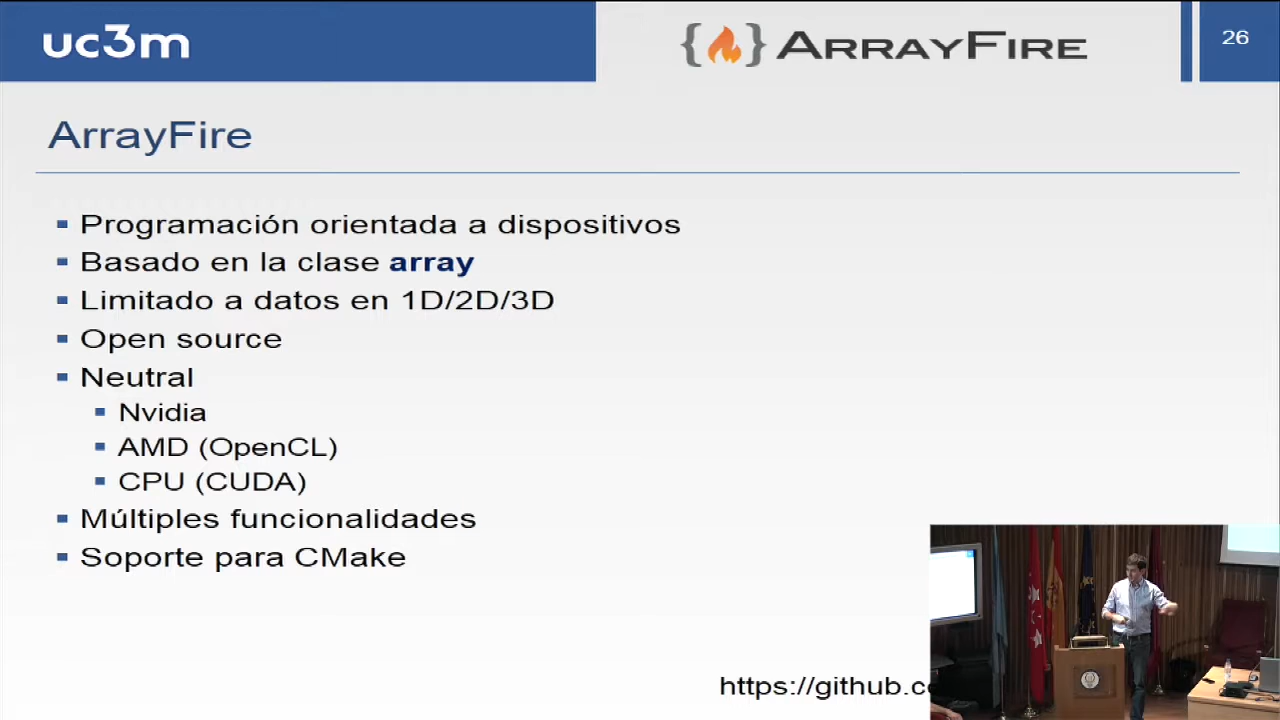 uc3m
{ } ARRAYFIRE
26
ArrayFire
Programación orientada a dispositivos
Basado en la clase array
Limitado a datos en 1D/2D/3D
Open source
Neutral
Nvidia
AMD (OpenCL)
CPU (CUDA)
Múltiples funcionalidades
Soporte para CMake
https://github.c